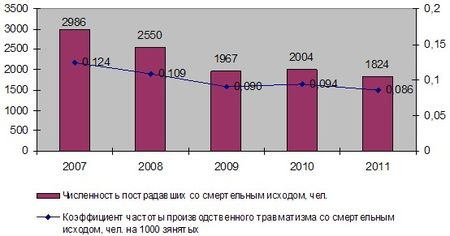 3500 0,2
3000 2986
2500 2550 0,15
2000 0,124 0,109 1967 2004 1824
1500 0,090 0,094 0,086 0,1
1000
500 0,05
0 0
2007 2008 2009 2010 2011
Численность пострадавших со смертельным исходом, чел.
Коэффициент частоты производственного травматизма со смертельным
исходом, чел. на 1000 зянятых